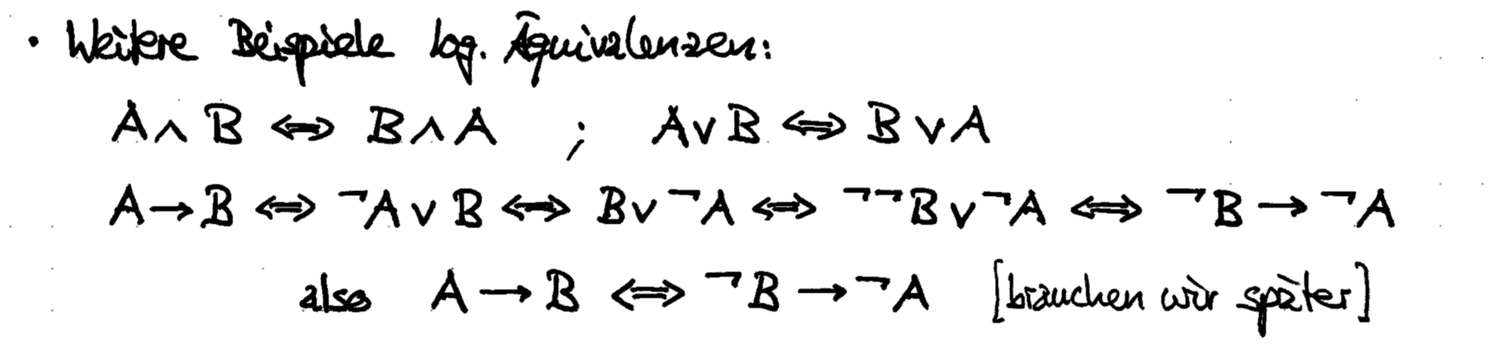 • Weitere Beispiele log. Äquivalenzen:
A ∧ B ⇔ B ∧ A ; A ∨ B ⇔ B ∨ A
A → B ⇔ ¬A ∨ B ⇔ B ∨ ¬A ⇔ ¬¬B ∨ ¬A ⇔ ¬B → ¬A
also A → B ⇔ ¬B → ¬A [brauchen wir später]